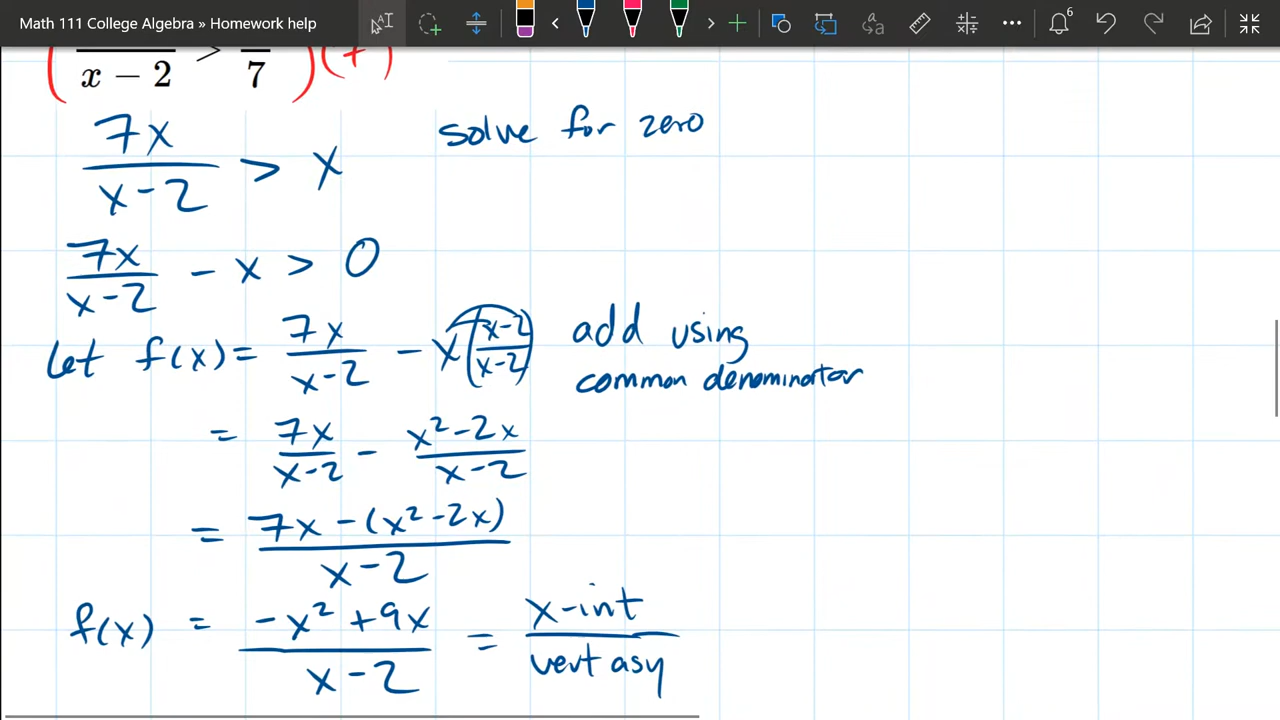 Math 111 College Algebra » Homework help
6
( /(x − 2) > /7 )(7)
7x/(x-2) > x solve for zero
7x/(x-2) - x > 0
Let f(x) = 7x/(x-2) - x((x-2)/(x-2)) add using
common denominator
= 7x/(x-2) - (x²-2x)/(x-2)
= (7x-(x²-2x))/(x-2)
f(x) = (-x²+9x)/(x-2) = x-int/vert asy